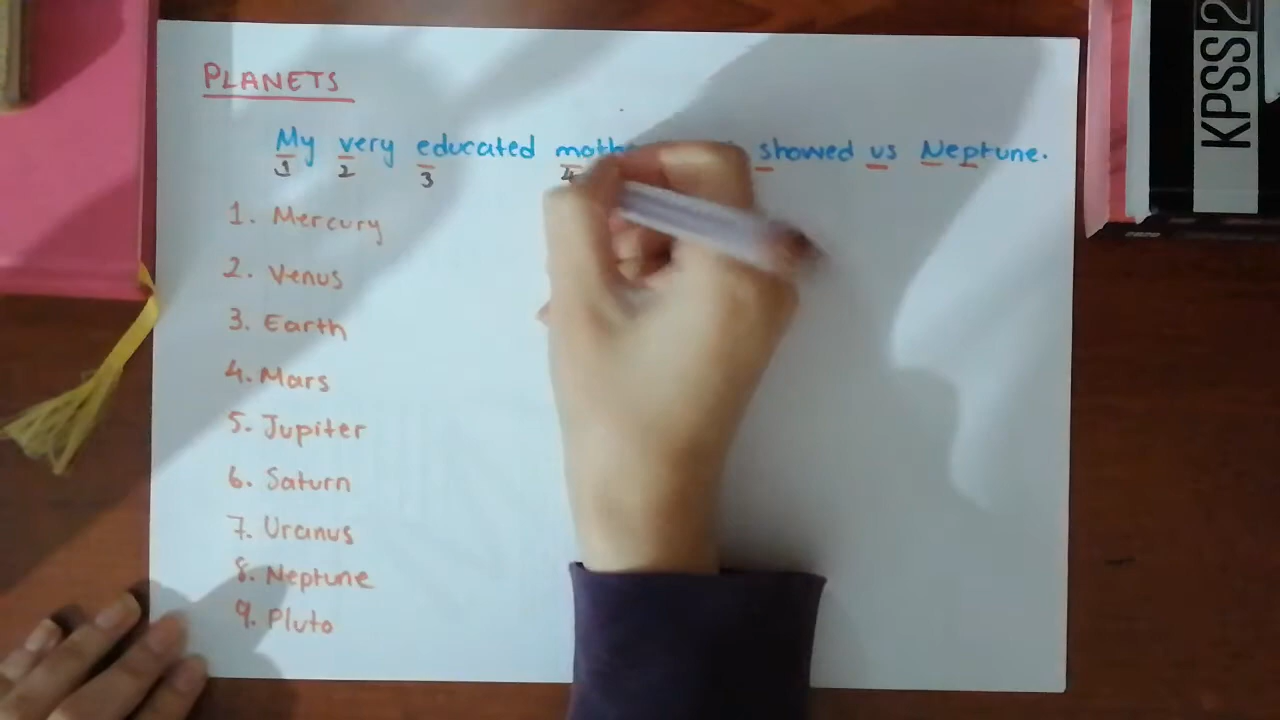 PLANETS
My very educated showed us Neptune.
1 2 3 4
1. Mercury
2. Venus
3. Earth
4. Mars
5. Jupiter
6. Saturn
7. Uranus
8. Neptune
9. Pluto
KPSS